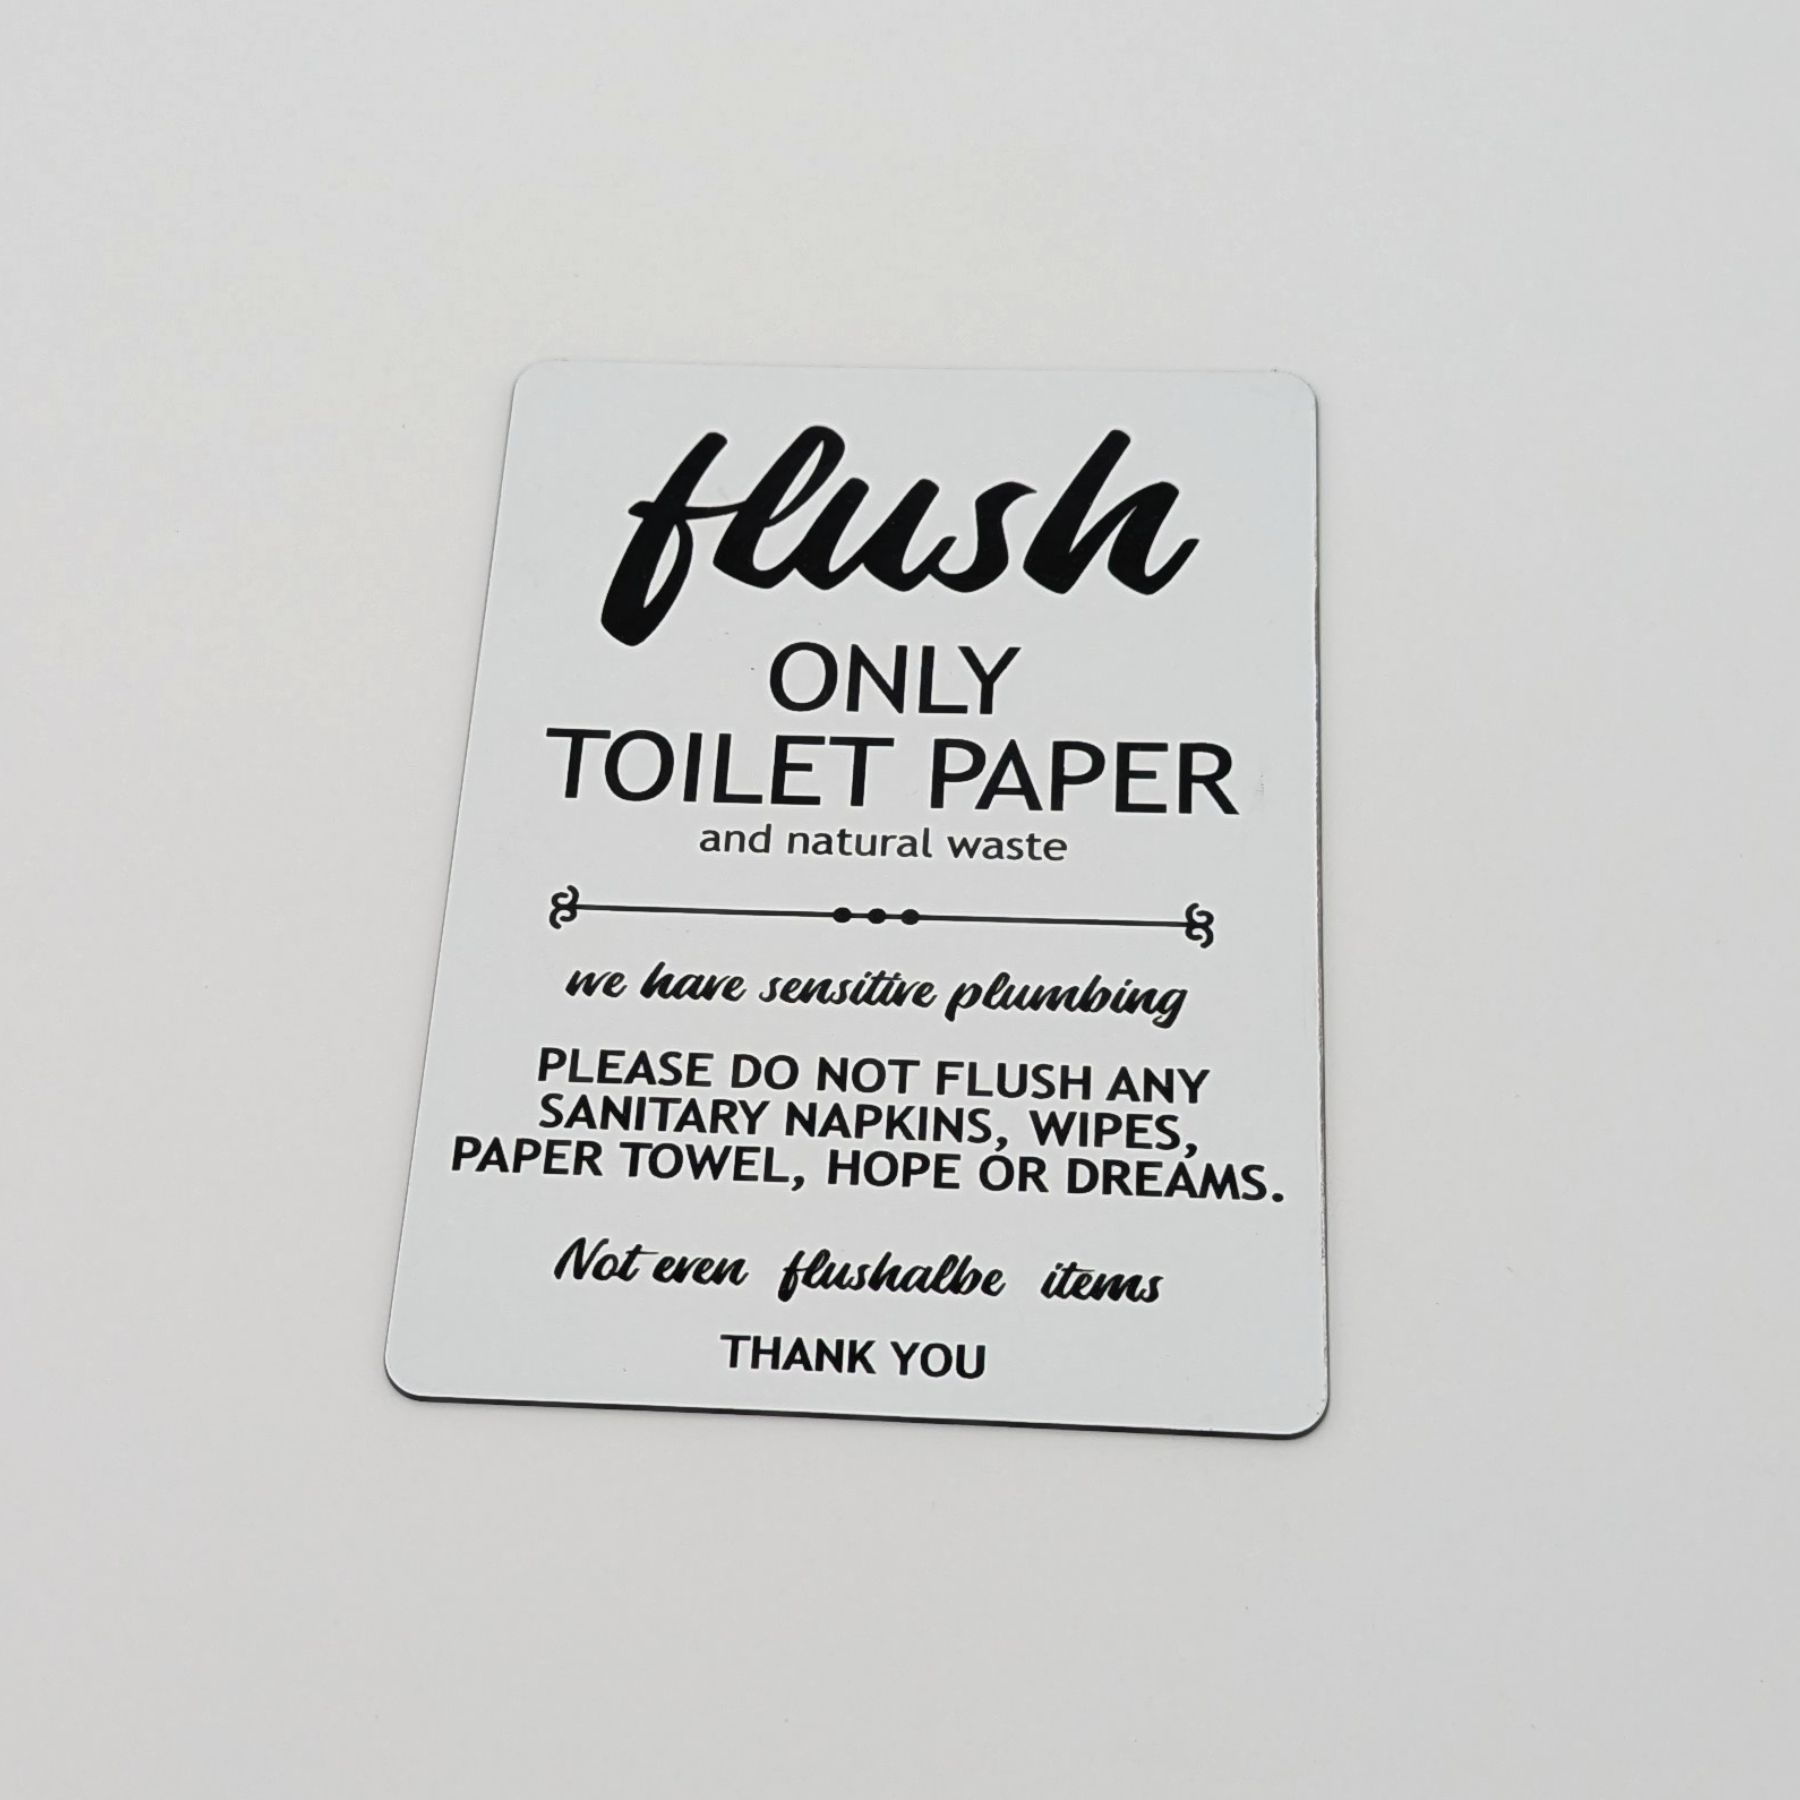 flush
ONLY
TOILET PAPER
and natural waste
we have sensitive plumbing
PLEASE DO NOT FLUSH ANY
SANITARY NAPKINS, WIPES,
PAPER TOWEL, HOPE OR DREAMS.
Not even flushalbe items
THANK YOU